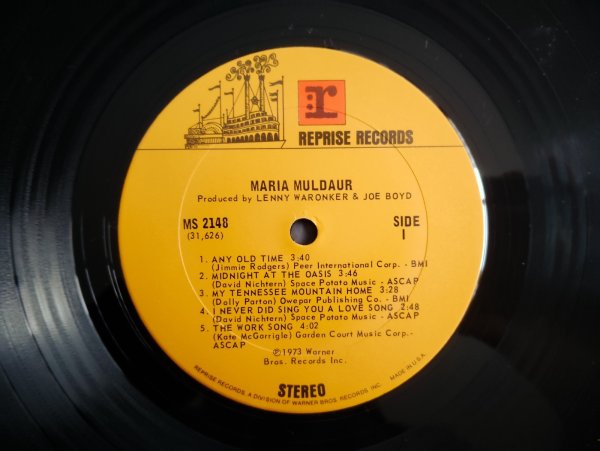 r
REPRISE RECORDS
MARIA MULDAUR
Produced by LENNY WARONKER & JOE BOYD
MS 2148
(31,626)
SIDE
I
1. ANY OLD TIME 3:40
(Jimmie Rodgers) Peer International Corp. - BMI
2. MIDNIGHT AT THE OASIS 3:46
(David Nichtern) Space Potato Music - ASCAP
3. MY TENNESSEE MOUNTAIN HOME 3:28
(Dolly Parton) Owepar Publishing Co. - BMI
4. I NEVER DID SING YOU A LOVE SONG 2:48
(David Nichtern) Space Potato Music - ASCAP
5. THE WORK SONG 4:02
(Kate McGarrigle) Garden Court Music Corp. -
ASCAP
℗1973 Warner
Bros. Records Inc.
STEREO
REPRISE RECORDS, A DIVISION OF WARNER BROS. RECORDS, INC. MADE IN U.S.A.